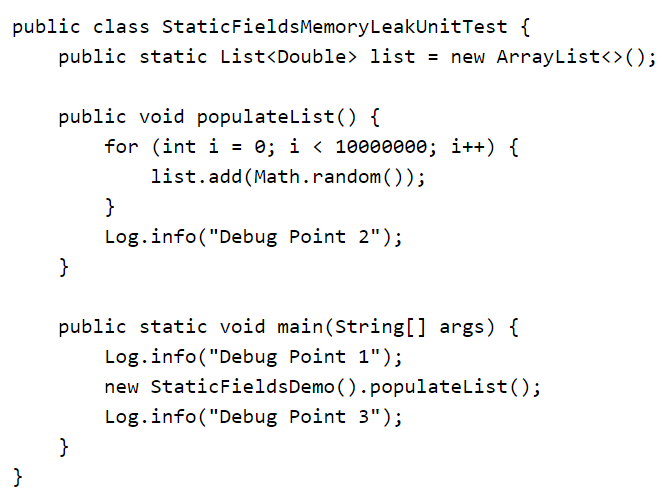 public class StaticFieldsMemoryLeakUnitTest {
    public static List<Double> list = new ArrayList<>();

    public void populateList() {
        for (int i = 0; i < 10000000; i++) {
            list.add(Math.random());
        }
        Log.info("Debug Point 2");
    }

    public static void main(String[] args) {
        Log.info("Debug Point 1");
        new StaticFieldsDemo().populateList();
        Log.info("Debug Point 3");
    }
}